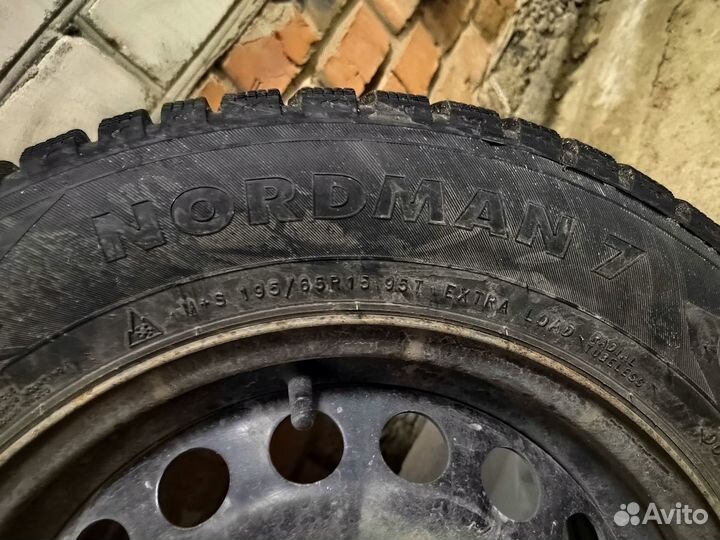 NORDMAN 7
M+S 195/65R15 95T EXTRA LOAD RADIAL
TUBELESS
Avito